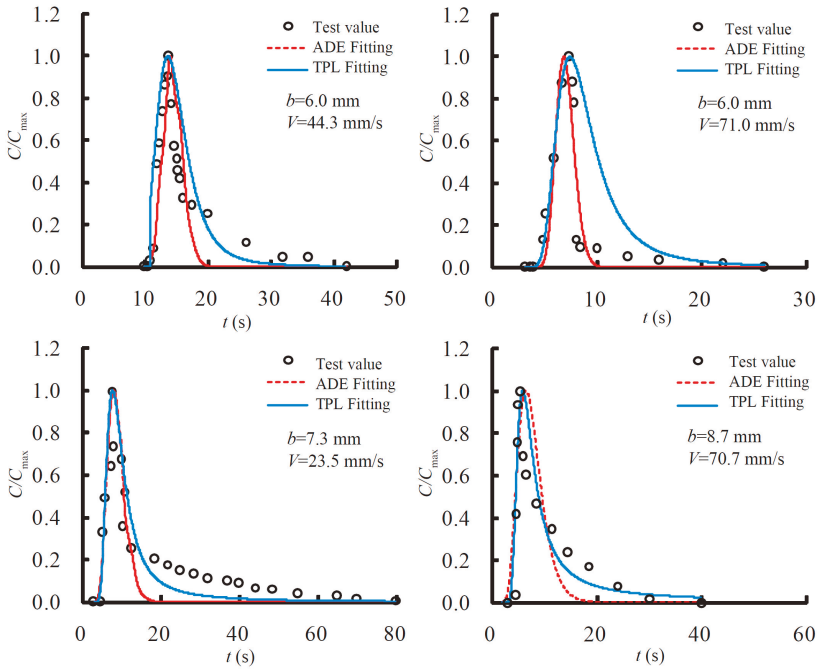 1.2
1.0
0.8
0.6
0.4
0.2
0.0
C/Cmax
Test value
ADE Fitting
TPL Fitting
b=6.0 mm
V=44.3 mm/s
0 10 20 30 40 50
t (s)
1.2
1.0
0.8
0.6
0.4
0.2
0.0
C/Cmax
Test value
ADE Fitting
TPL Fitting
b=6.0 mm
V=71.0 mm/s
0 10 20 30
t (s)
1.2
1.0
0.8
0.6
0.4
0.2
0.0
C/Cmax
Test value
ADE Fitting
TPL Fitting
b=7.3 mm
V=23.5 mm/s
0 20 40 60 80
t (s)
1.2
1.0
0.8
0.6
0.4
0.2
0.0
C/Cmax
Test value
ADE Fitting
TPL Fitting
b=8.7 mm
V=70.7 mm/s
0 20 40 60
t (s)